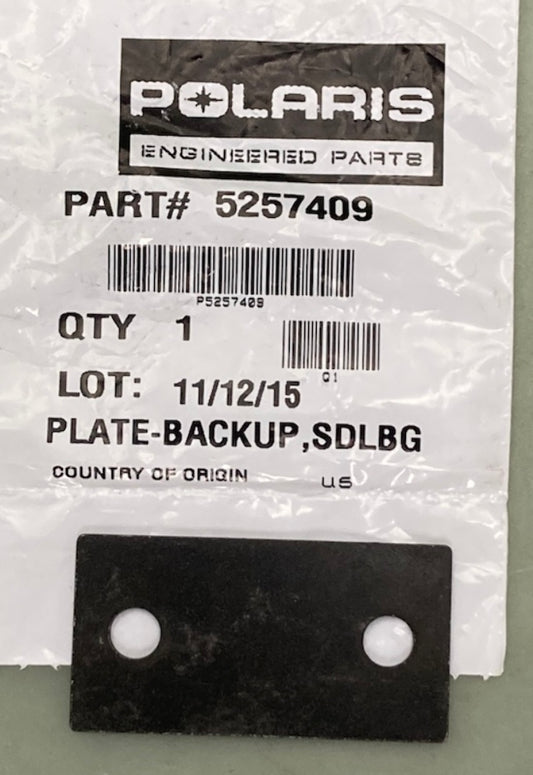 POLARIS
ENGINEERED PARTS
PART# 5257409
P5257409
QTY 1
Q1
LOT: 11/12/15
PLATE-BACKUP,SDLBG
COUNTRY OF ORIGIN US